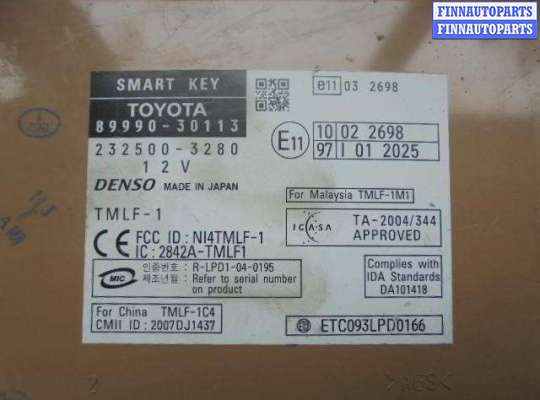 FINNAUTOPARTS
FINNAUTOPARTS
SMART KEY
TOYOTA
89990-30113
232500-3280
12V
DENSO MADE IN JAPAN
TMLF-1
FCC ID : NI4TMLF-1
IC : 2842A-TMLF1
MIC
인증번호 : R-LPD1-04-0195
제조년월 : Refer to serial number
on product
For China TMLF-1C4
CMII ID : 2007DJ1437
e11 03 2698
E11
10 02 2698
97 I 01 2025
For Malaysia TMLF-1M1
ICASA
TA-2004/344
APPROVED
Complies with
IDA Standards
DA101418
ETC093LPD0166
>ABS<